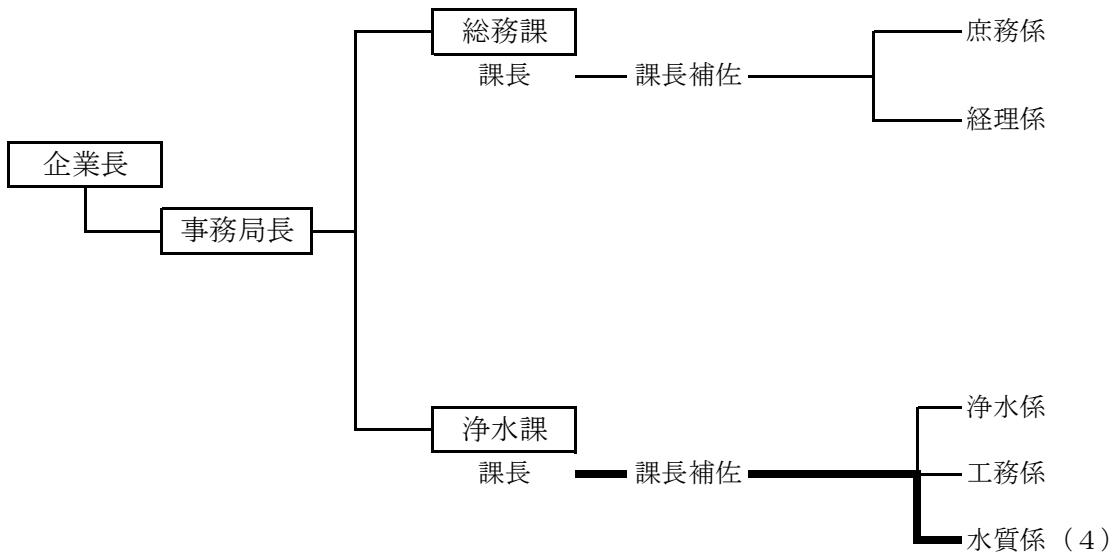 総務課
課長
課長補佐
庶務係
経理係
企業長
事務局長
浄水課
課長
課長補佐
浄水係
工務係
水質係（４）